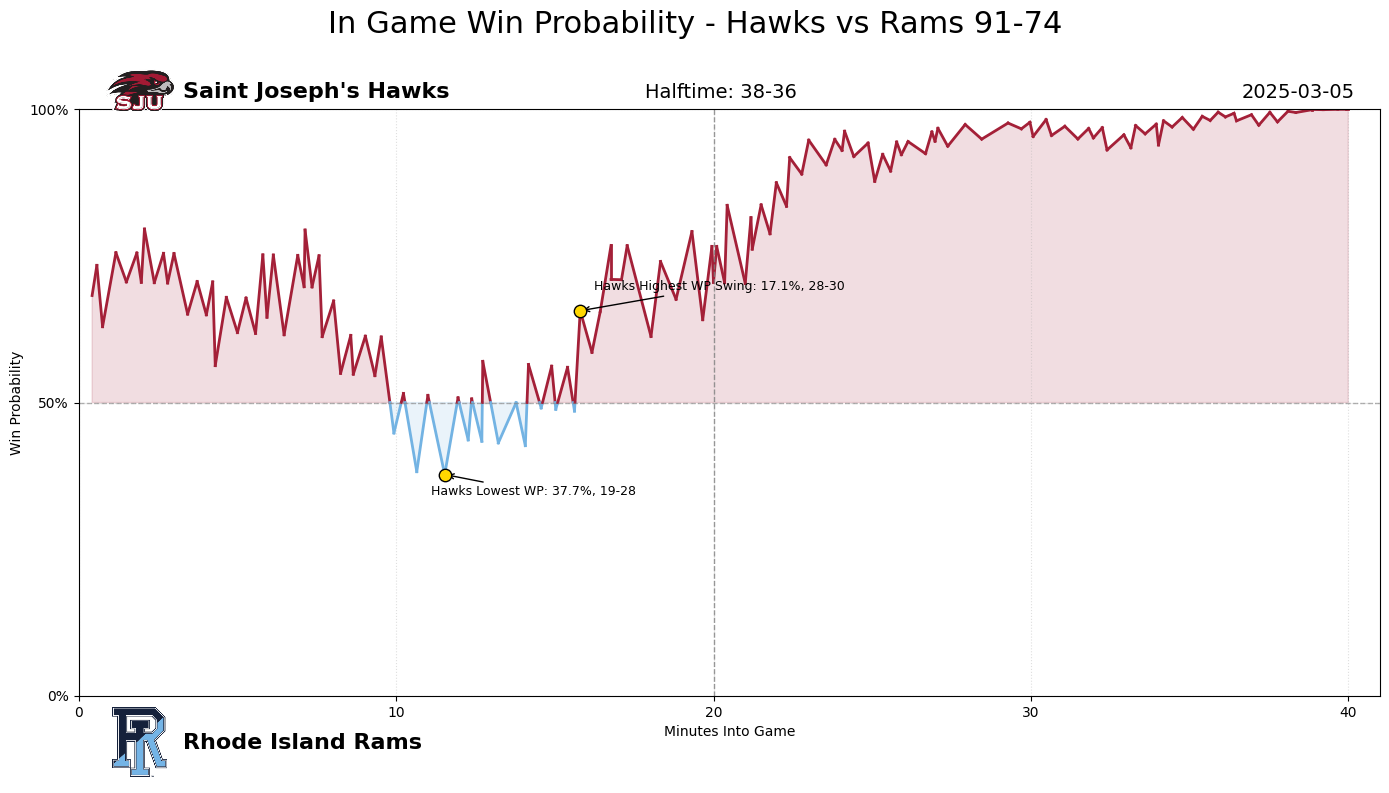 In Game Win Probability - Hawks vs Rams 91-74
SJU
Saint Joseph's Hawks
Halftime: 38-36
2025-03-05
100%
50%
0%
Win Probability
Hawks Highest WP Swing: 17.1%, 28-30
Hawks Lowest WP: 37.7%, 19-28
0
10
20
30
40
Minutes Into Game
RI
Rhode Island Rams